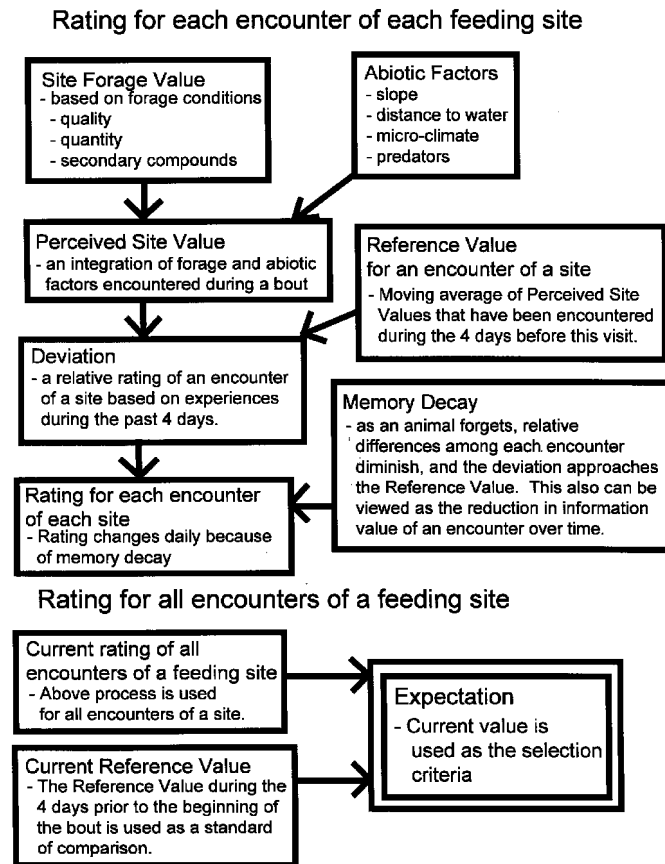 Rating for each encounter of each feeding site
Site Forage Value
- based on forage conditions
- quality
- quantity
- secondary compounds
Abiotic Factors
- slope
- distance to water
- micro-climate
- predators
Perceived Site Value
- an integration of forage and abiotic
factors encountered during a bout
Reference Value
for an encounter of a site
- Moving average of Perceived Site
Values that have been encountered
during the 4 days before this visit.
Deviation
- a relative rating of an encounter
of a site based on experiences
during the past 4 days.
Memory Decay
- as an animal forgets, relative
differences among each encounter
diminish, and the deviation approaches
the Reference Value. This also can be
viewed as the reduction in information
value of an encounter over time.
Rating for each encounter
of each site
- Rating changes daily because
of memory decay
Rating for all encounters of a feeding site
Current rating of all
encounters of a feeding site
- Above process is used
for all encounters of a site.
Expectation
- Current value is
used as the selection
criteria
Current Reference Value
- The Reference Value during the
4 days prior to the beginning of
the bout is used as a standard
of comparison.